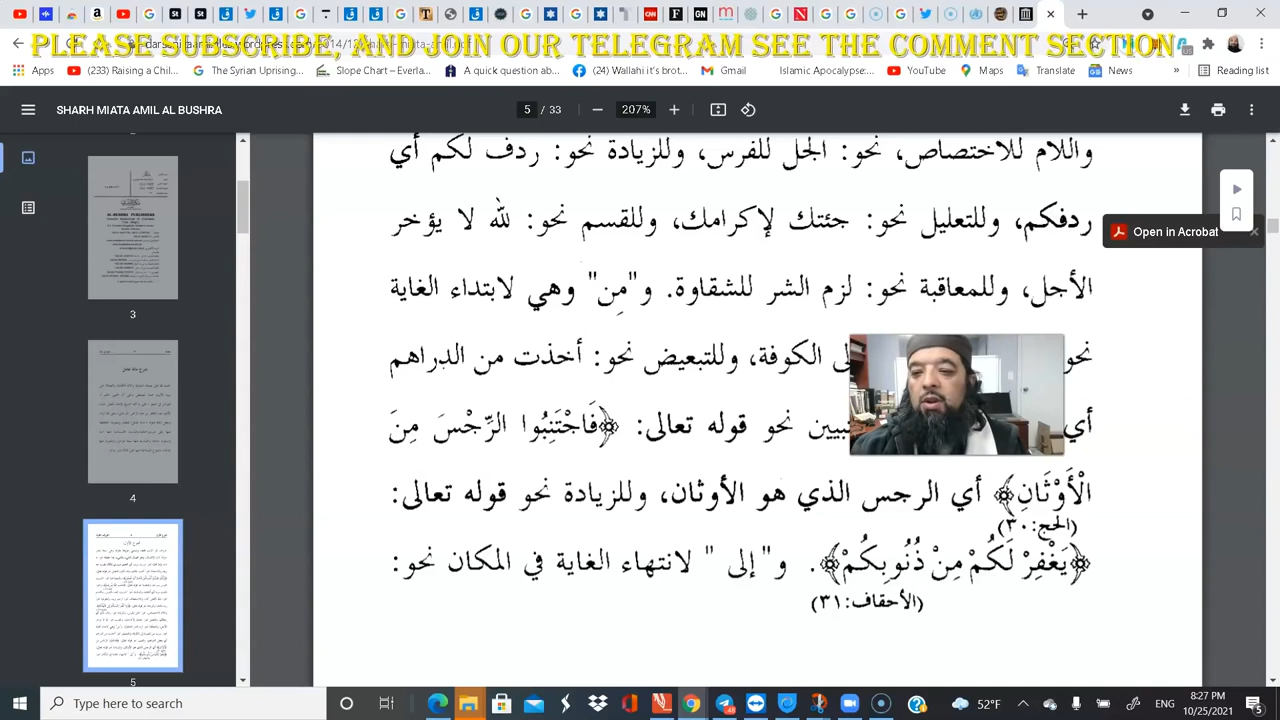 PLEASE SUBSCRIBE, AND JOIN OUR TELEGRAM SEE THE COMMENT SECTION
Apps
(233) Raising a Chil...
The Syrian Uprising...
Slope Chart – Everla...
A quick question ab...
(24) Wallahi it's brot...
Gmail
Islamic Apocalypse:...
YouTube
Maps
Translate
News
»
Reading list
SHARH MIATA AMIL AL BUSHRA
5 / 33
207%
Open in Acrobat
واللام للاختصاص، نحو: الجل للفرس، وللزيادة نحو: ردف لكم أي
ردفكم، وللتعليل نحو: جئتك لإكرامك، وللقسم نحو: لله لا يؤخر
الأجل، وللمعاقبة نحو: لزم الشر للشقاوة. و"مِن" وهي لابتداء الغاية
نحو الكوفة، وللتبعيض نحو: أخذت من الدراهم
أي نحو قوله تعالى: ﴿فَاجْتَنِبُوا الرِّجْسَ مِنَ
الْأَوْثَانِ﴾ أي الرجس الذي هو الأوثان، وللزيادة نحو قوله تعالى:
(الحج:٣٠)
﴿يَغْفِرْ لَكُمْ مِنْ ذُنُوبِكُمْ﴾. و"إلى " لانتهاء الغاية في المكان نحو:
(الأحقاف:٣١)
3
4
5
Type here to search
52°F
ENG
8:27 PM
10/25/2021